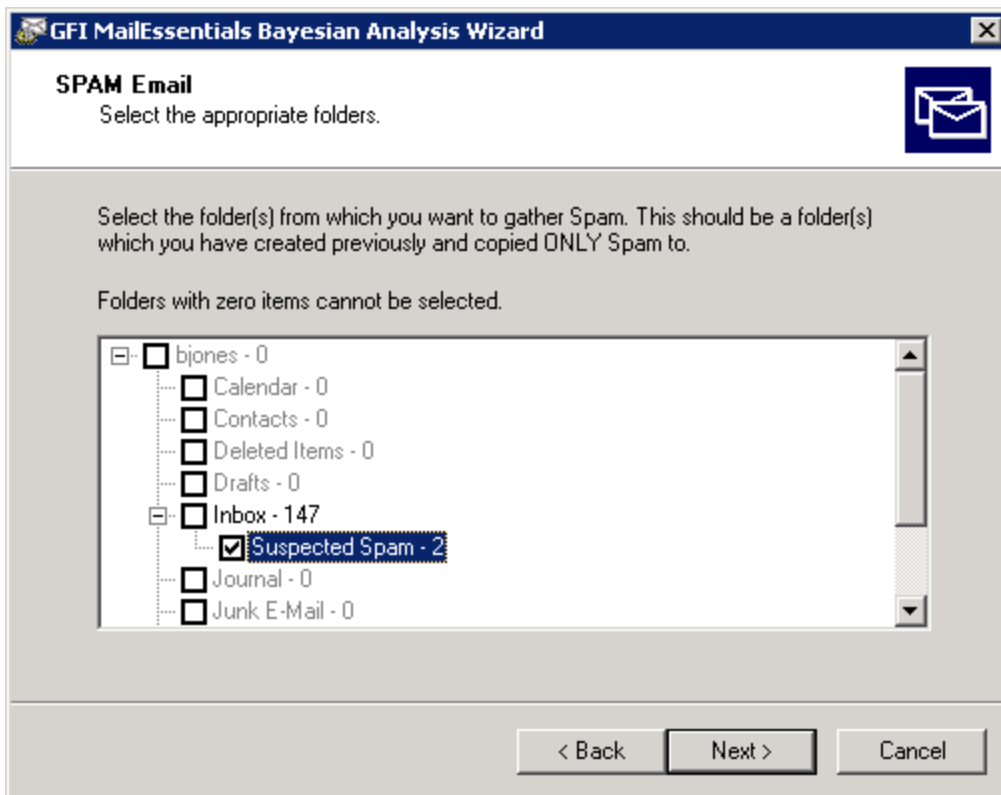 GFI MailEssentials Bayesian Analysis Wizard
SPAM Email
Select the appropriate folders.
Select the folder(s) from which you want to gather Spam. This should be a folder(s)
which you have created previously and copied ONLY Spam to.
Folders with zero items cannot be selected.
bjones - 0
Calendar - 0
Contacts - 0
Deleted Items - 0
Drafts - 0
Inbox - 147
Suspected Spam - 2
Journal - 0
Junk E-Mail - 0
< Back
Next >
Cancel